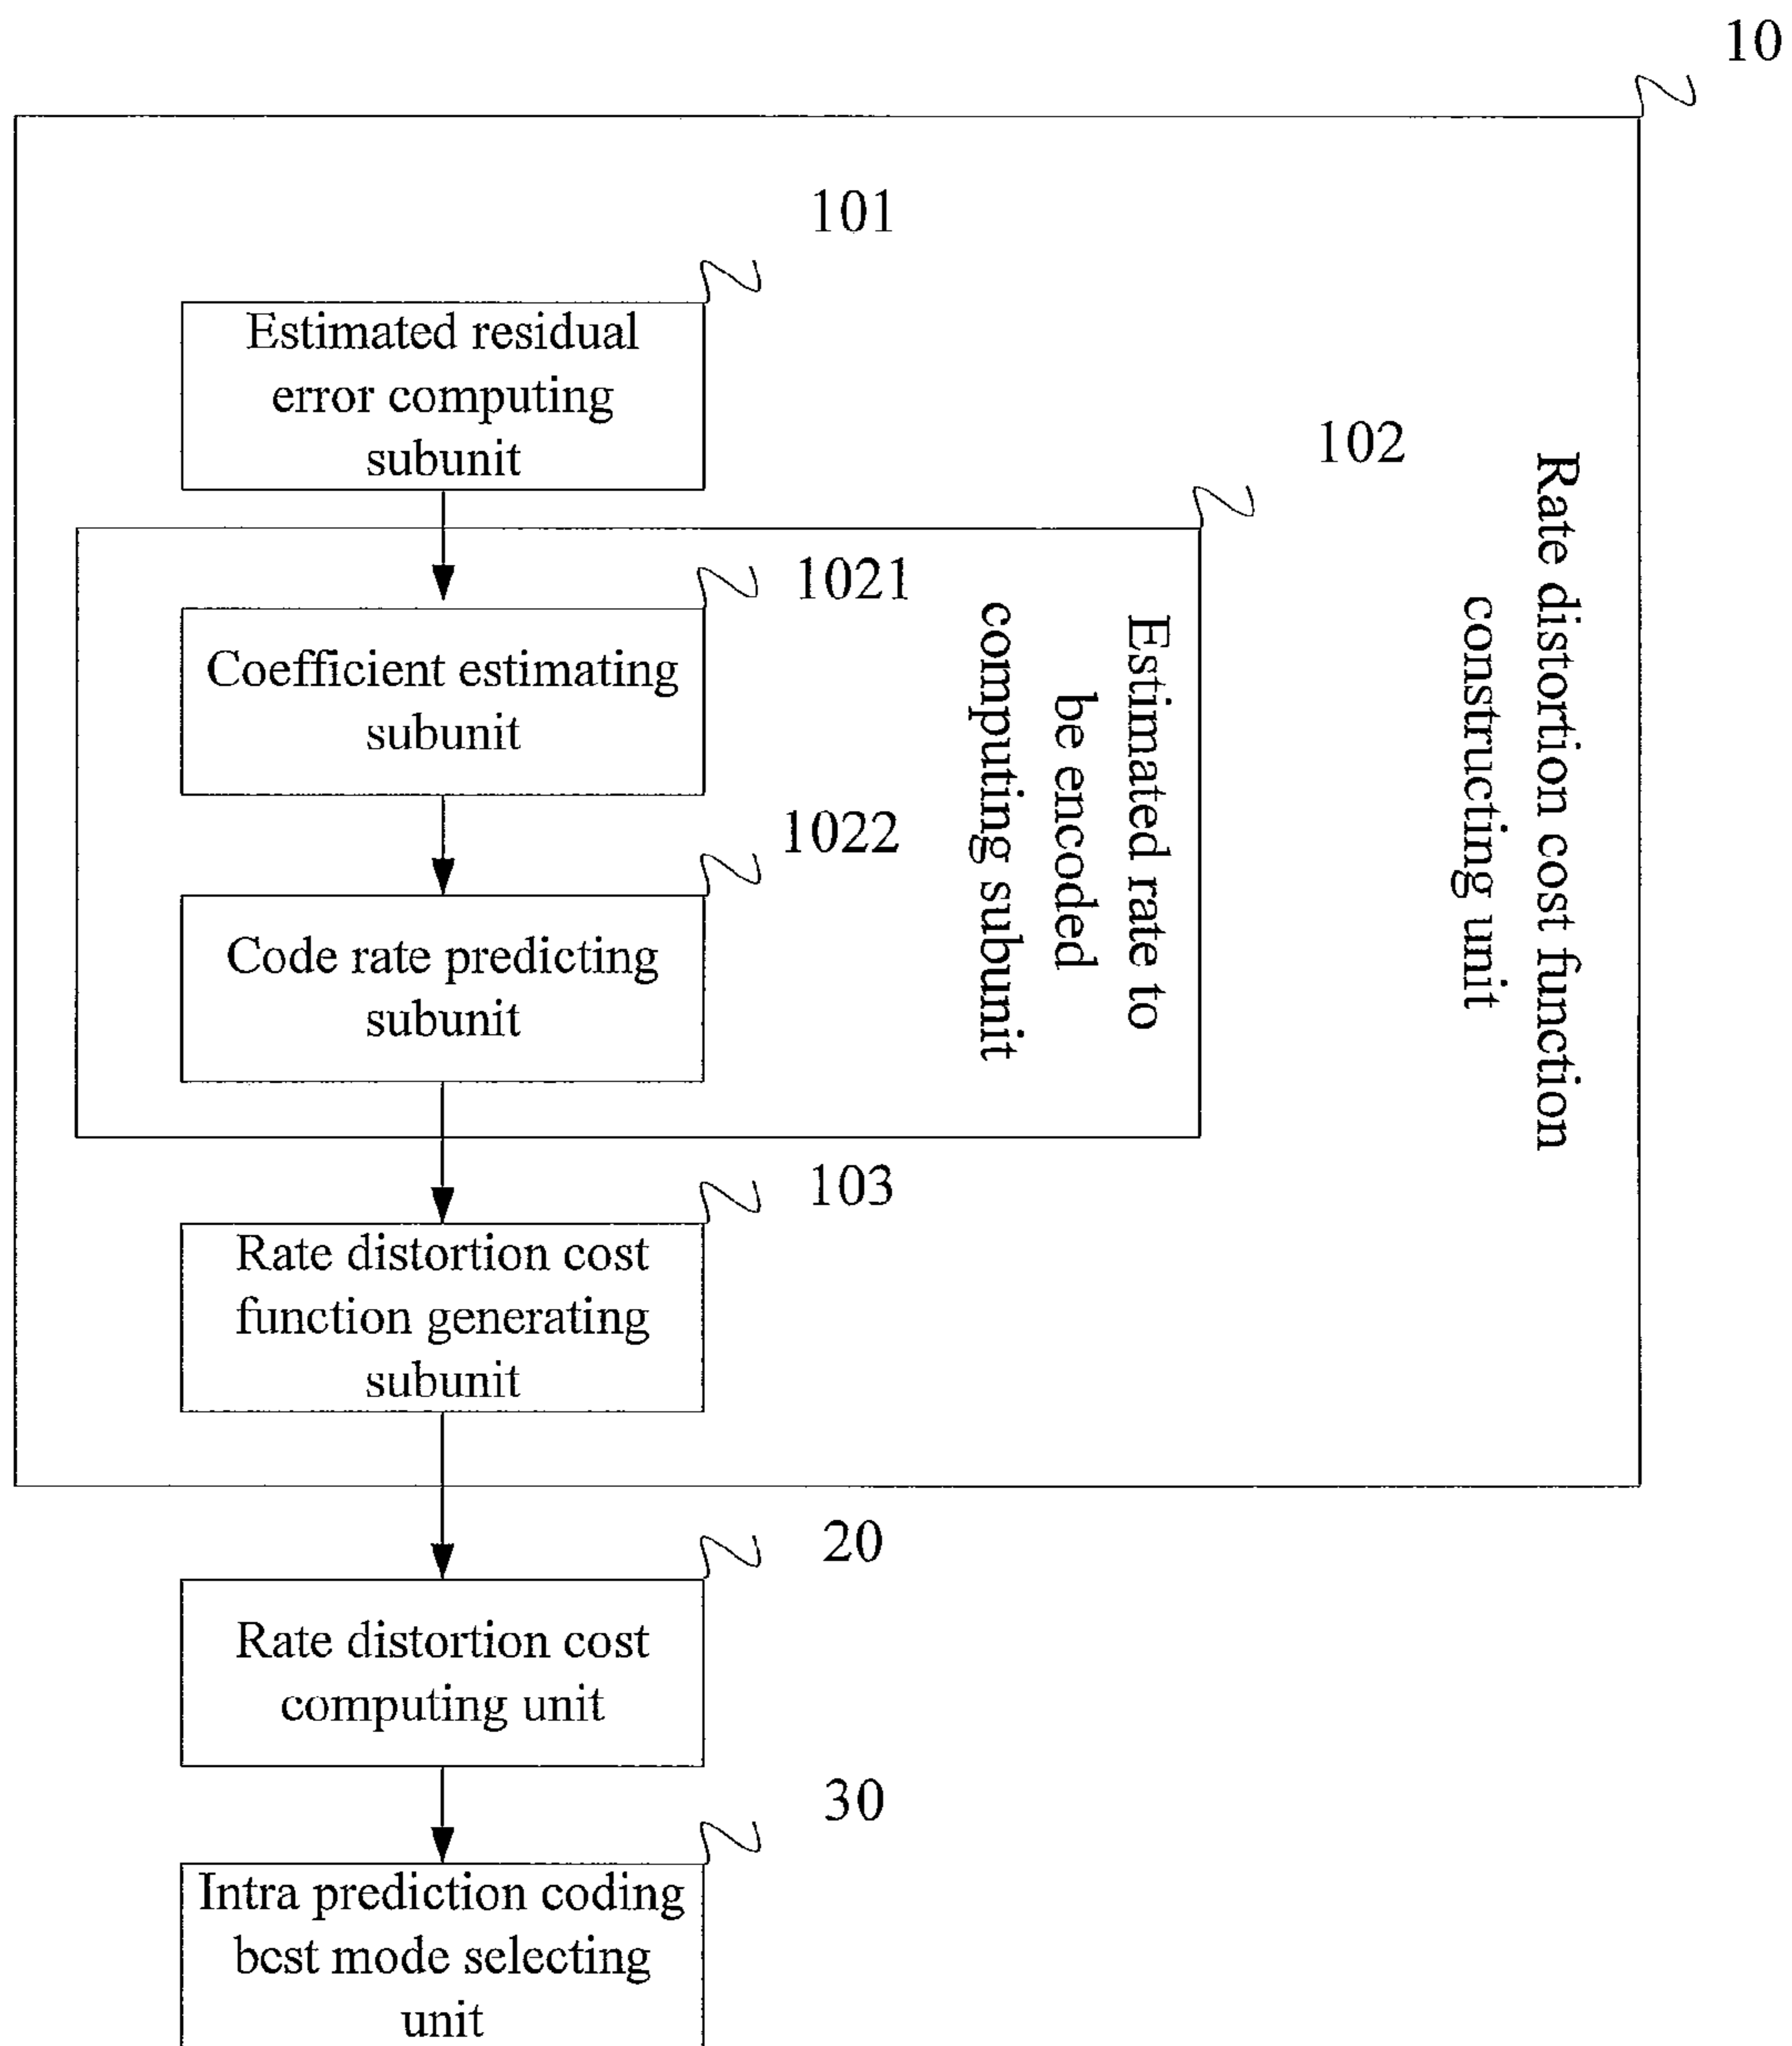 10
101
Estimated residual
error computing
subunit
102
Rate distortion cost function
constructing unit
1021
Estimated rate to
be encoded
computing subunit
Coefficient estimating
subunit
1022
Code rate predicting
subunit
103
Rate distortion cost
function generating
subunit
20
Rate distortion cost
computing unit
30
Intra prediction coding
best mode selecting
unit